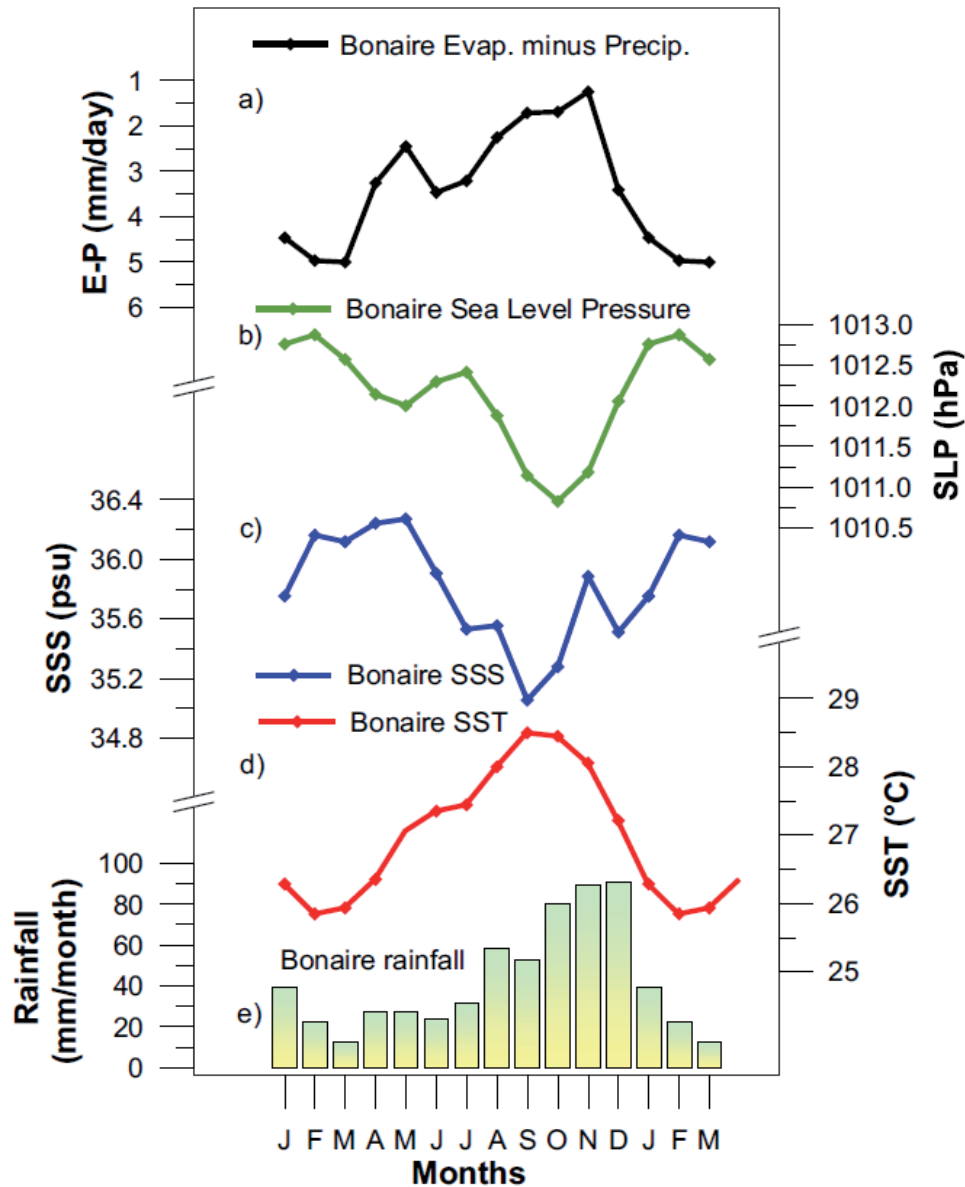 Bonaire Evap. minus Precip.
a)
1
2
3
4
5
6
E-P (mm/day)
Bonaire Sea Level Pressure
b)
1013.0
1012.5
1012.0
1011.5
1011.0
1010.5
SLP (hPa)
36.4
36.0
35.6
35.2
34.8
SSS (psu)
c)
Bonaire SSS
Bonaire SST
d)
29
28
27
26
25
SST (°C)
100
80
60
40
20
0
Rainfall
(mm/month)
Bonaire rainfall
e)
J F M A M J J A S O N D J F M
Months